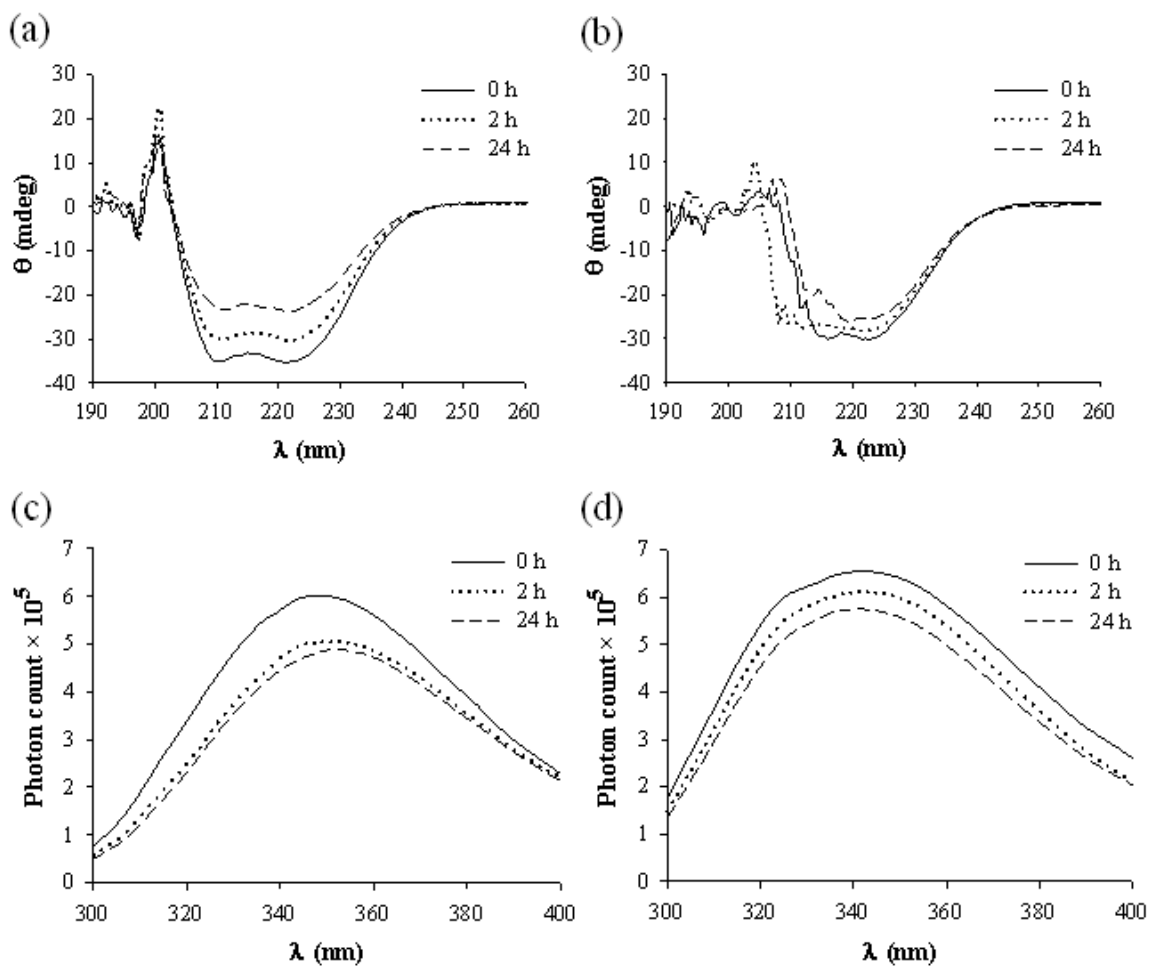 (a)
30
20
10
0
-10
-20
-30
-40
190 200 210 220 230 240 250 260
Θ (mdeg)
λ (nm)
0 h
2 h
24 h
(b)
30
20
10
0
-10
-20
-30
-40
190 200 210 220 230 240 250 260
Θ (mdeg)
λ (nm)
0 h
2 h
24 h
(c)
7
6
5
4
3
2
1
0
300 320 340 360 380 400
Photon count × 10⁵
λ (nm)
0 h
2 h
24 h
(d)
7
6
5
4
3
2
1
0
300 320 340 360 380 400
Photon count × 10⁵
λ (nm)
0 h
2 h
24 h